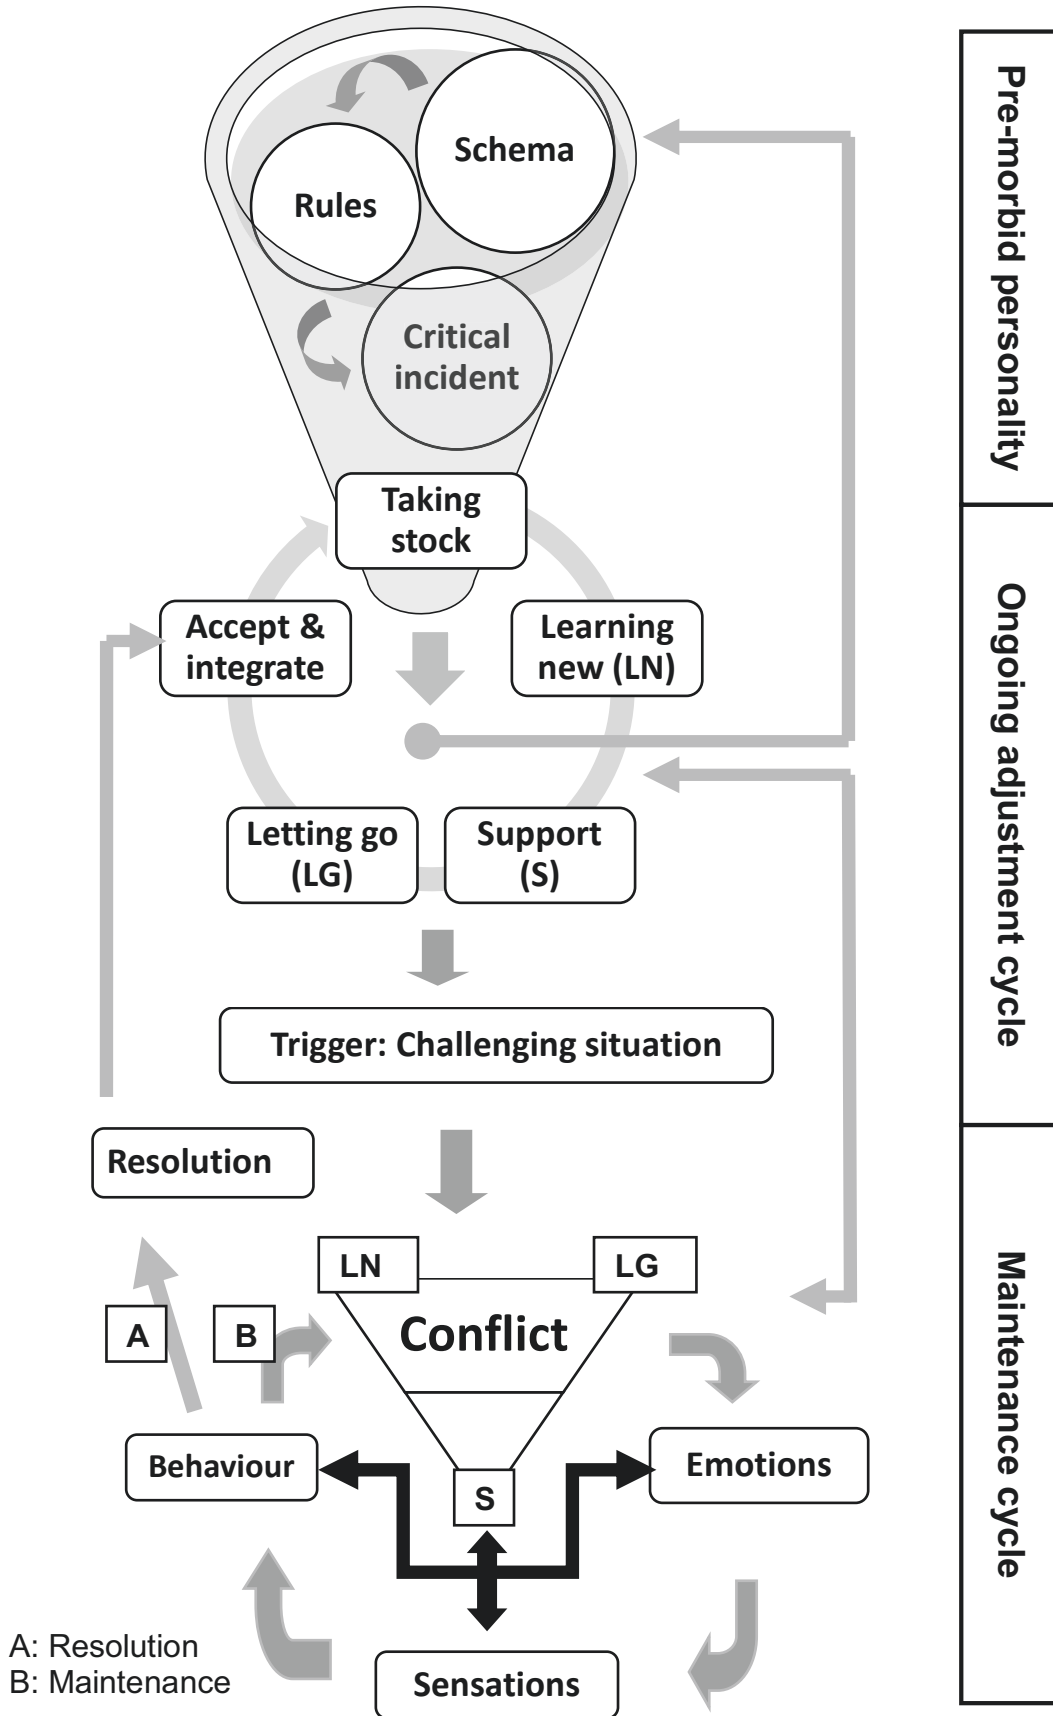 Schema
Rules
Critical
incident
Taking
stock
Accept &
integrate
Learning
new (LN)
Letting go
(LG)
Support
(S)
Trigger: Challenging situation
Resolution
LN
LG
Conflict
A
B
Behaviour
Emotions
S
Sensations
A: Resolution
B: Maintenance
Pre-morbid personality
Ongoing adjustment cycle
Maintenance cycle